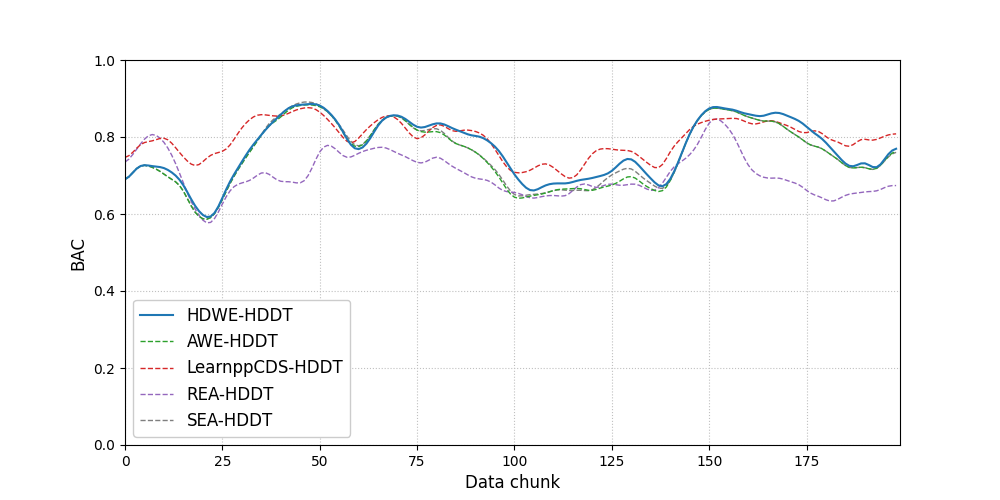 1.0
0.8
0.6
0.4
0.2
0.0
BAC
HDWE-HDDT
AWE-HDDT
LearnppCDS-HDDT
REA-HDDT
SEA-HDDT
0 25 50 75 100 125 150 175
Data chunk